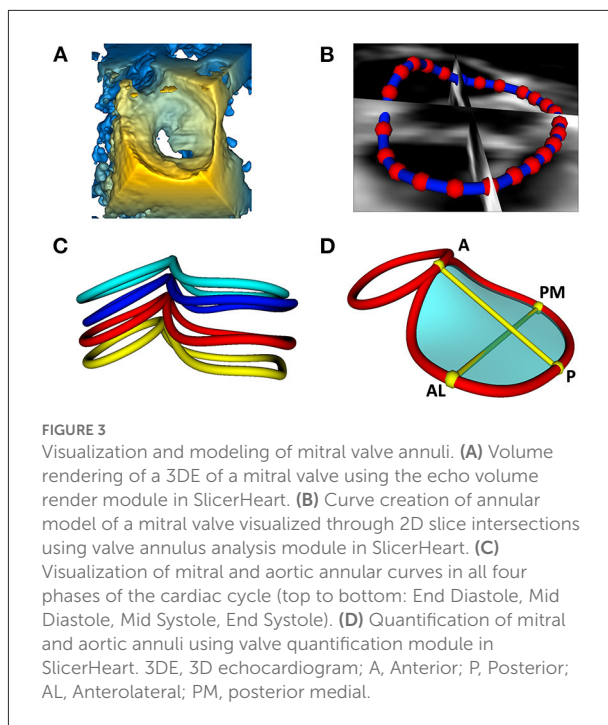 A
B
C
D
A
PM
AL
P
FIGURE 3
Visualization and modeling of mitral valve annuli. (A) Volume
rendering of a 3DE of a mitral valve using the echo volume
render module in SlicerHeart. (B) Curve creation of annular
model of a mitral valve visualized through 2D slice intersections
using valve annulus analysis module in SlicerHeart. (C)
Visualization of mitral and aortic annular curves in all four
phases of the cardiac cycle (top to bottom: End Diastole, Mid
Diastole, Mid Systole, End Systole). (D) Quantification of mitral
and aortic annuli using valve quantification module in
SlicerHeart. 3DE, 3D echocardiogram; A, Anterior; P, Posterior;
AL, Anterolateral; PM, posterior medial.